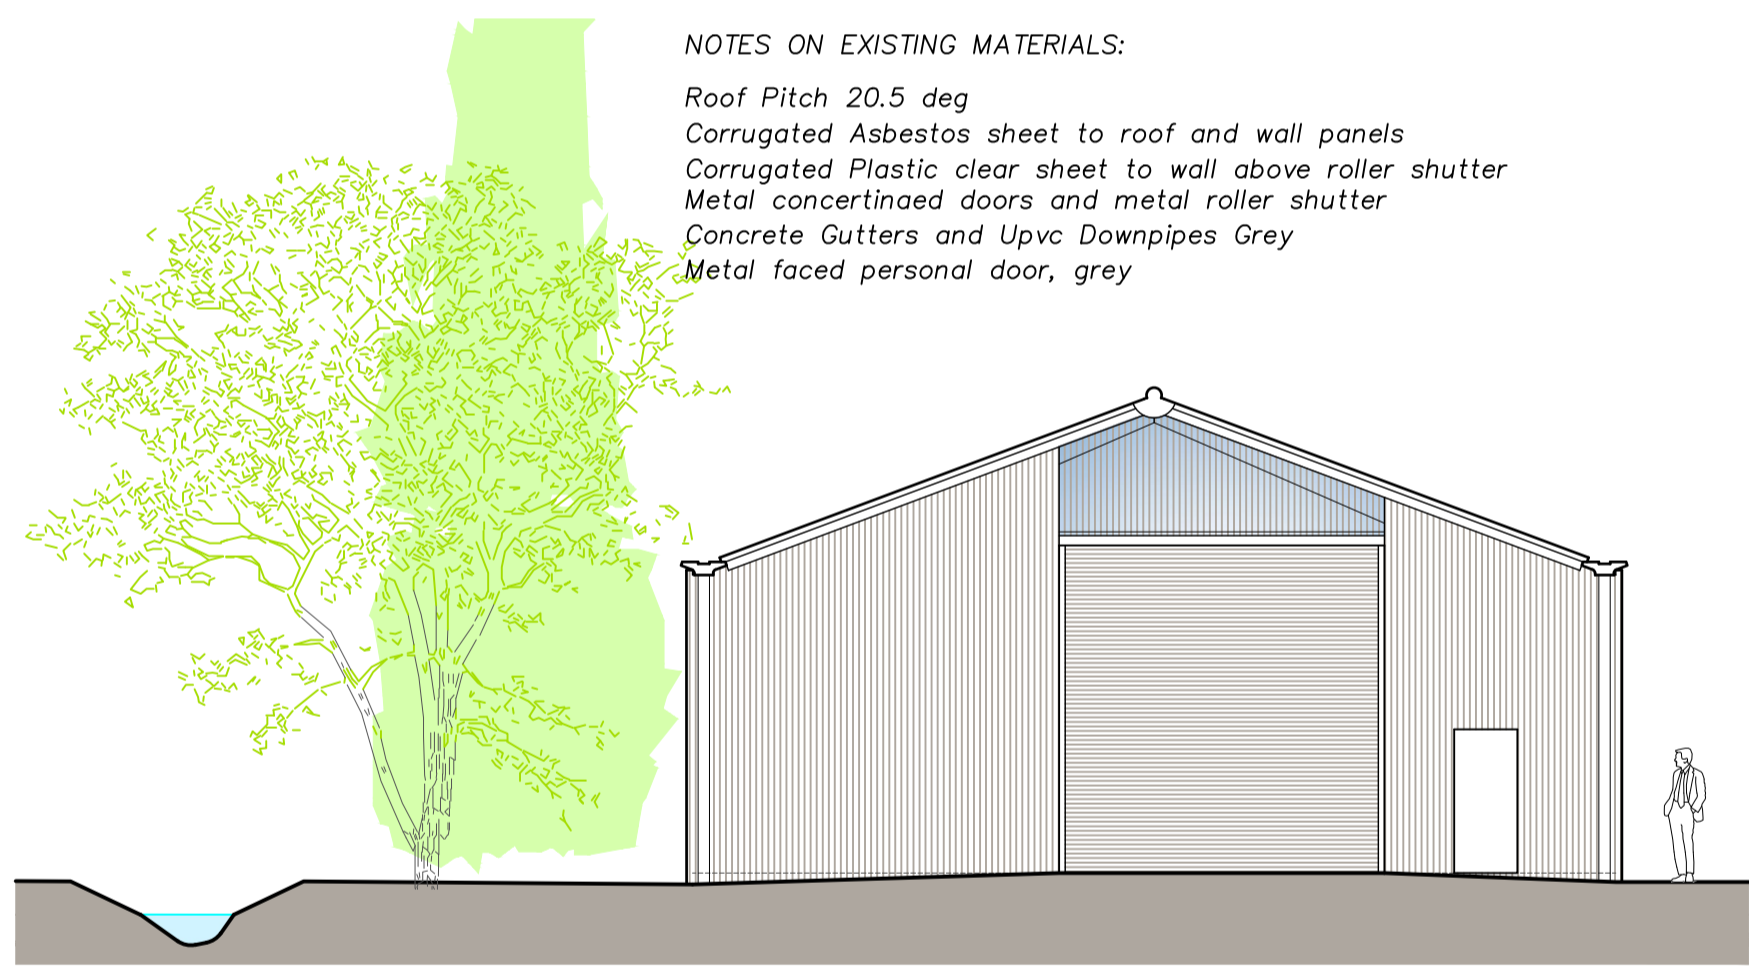 NOTES ON EXISTING MATERIALS:
Roof Pitch 20.5 deg
Corrugated Asbestos sheet to roof and wall panels
Corrugated Plastic clear sheet to wall above roller shutter
Metal concertinaed doors and metal roller shutter
Concrete Gutters and Upvc Downpipes Grey
Metal faced personal door, grey